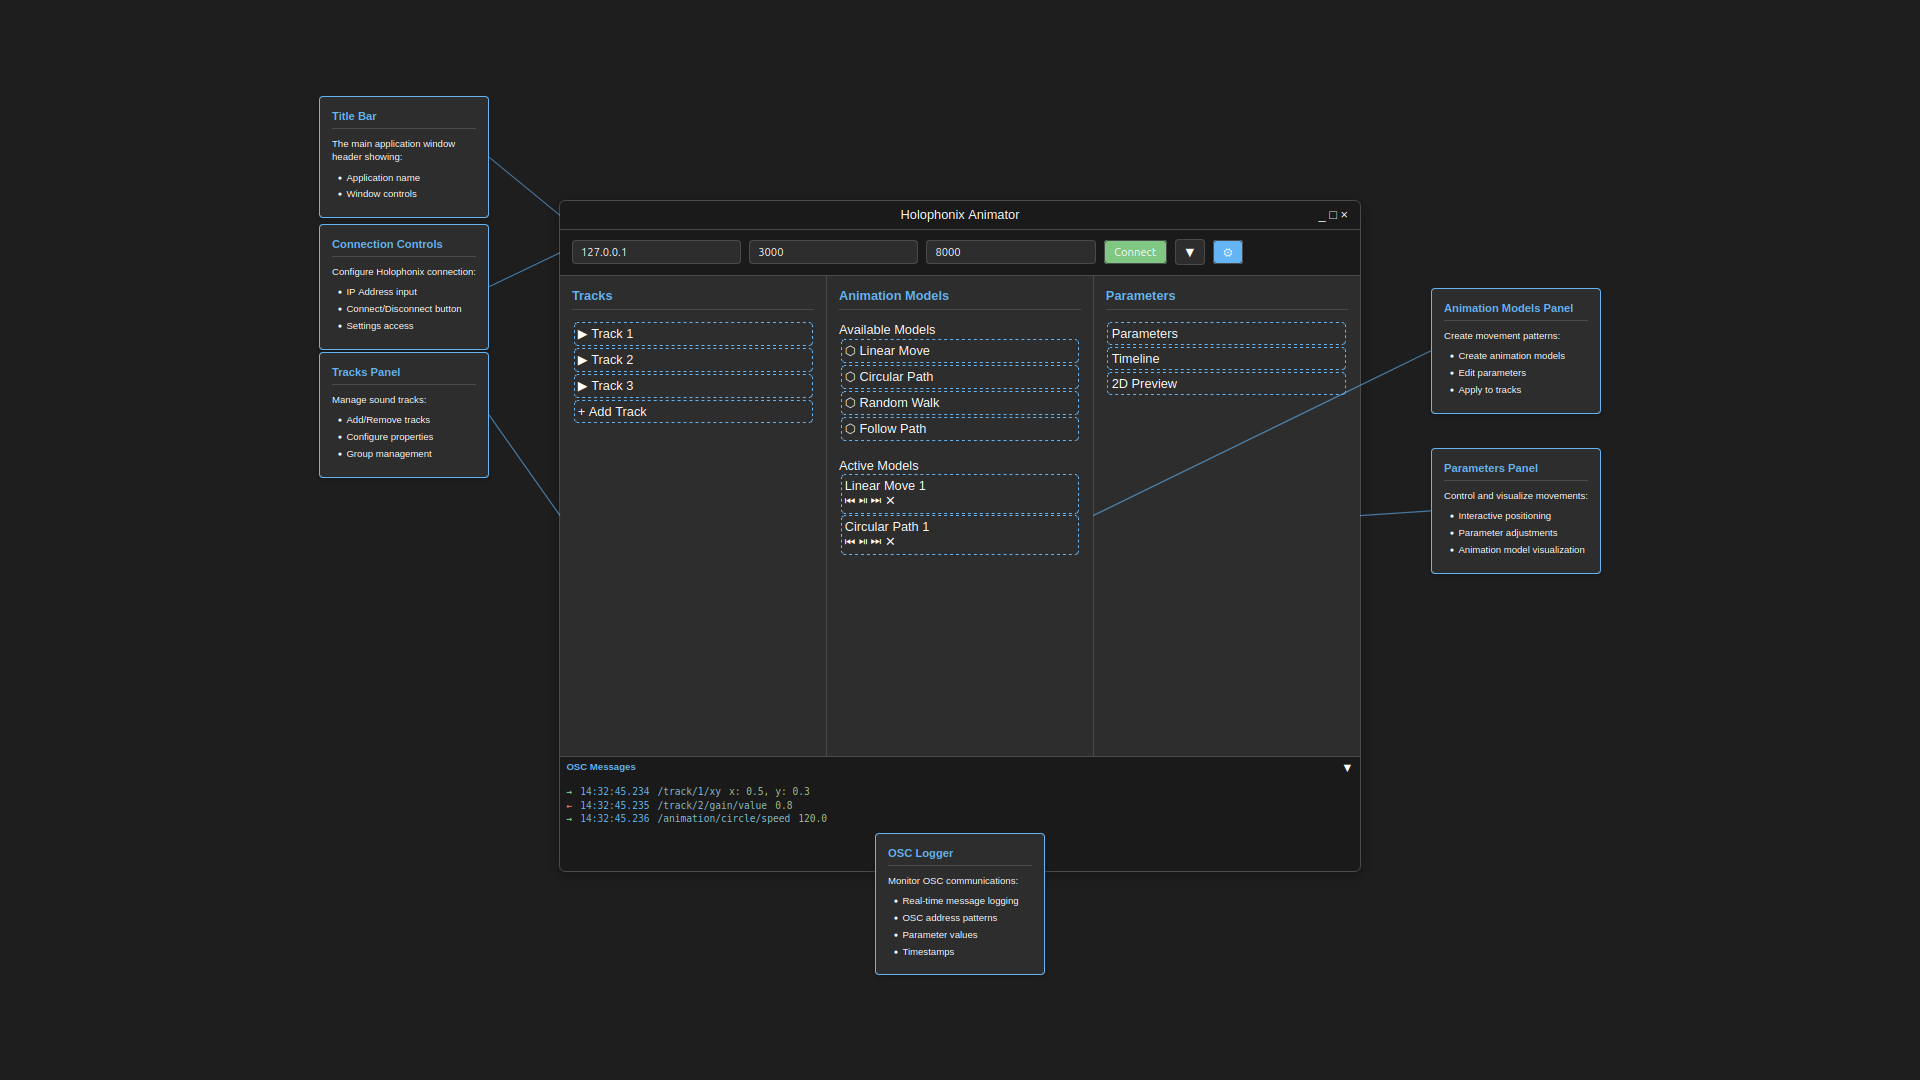 Title Bar
The main application window
header showing:
• Application name
• Window controls
Connection Controls
Configure Holophonix connection:
• IP Address input
• Connect/Disconnect button
• Settings access
Tracks Panel
Manage sound tracks:
• Add/Remove tracks
• Configure properties
• Group management
Holophonix Animator
_ □ ×
127.0.0.1 3000 8000 Connect ▼ ⚙
Tracks
▶ Track 1
▶ Track 2
▶ Track 3
+ Add Track
Animation Models
Available Models
⬡ Linear Move
⬡ Circular Path
⬡ Random Walk
⬡ Follow Path
Active Models
Linear Move 1
⏮ ⏯ ⏭ ✕
Circular Path 1
⏮ ⏯ ⏭ ✕
Parameters
Parameters
Timeline
2D Preview
OSC Messages ▼
→ 14:32:45.234 /track/1/xy x: 0.5, y: 0.3
← 14:32:45.235 /track/2/gain/value 0.8
→ 14:32:45.236 /animation/circle/speed 120.0
Animation Models Panel
Create movement patterns:
• Create animation models
• Edit parameters
• Apply to tracks
Parameters Panel
Control and visualize movements:
• Interactive positioning
• Parameter adjustments
• Animation model visualization
OSC Logger
Monitor OSC communications:
• Real-time message logging
• OSC address patterns
• Parameter values
• Timestamps